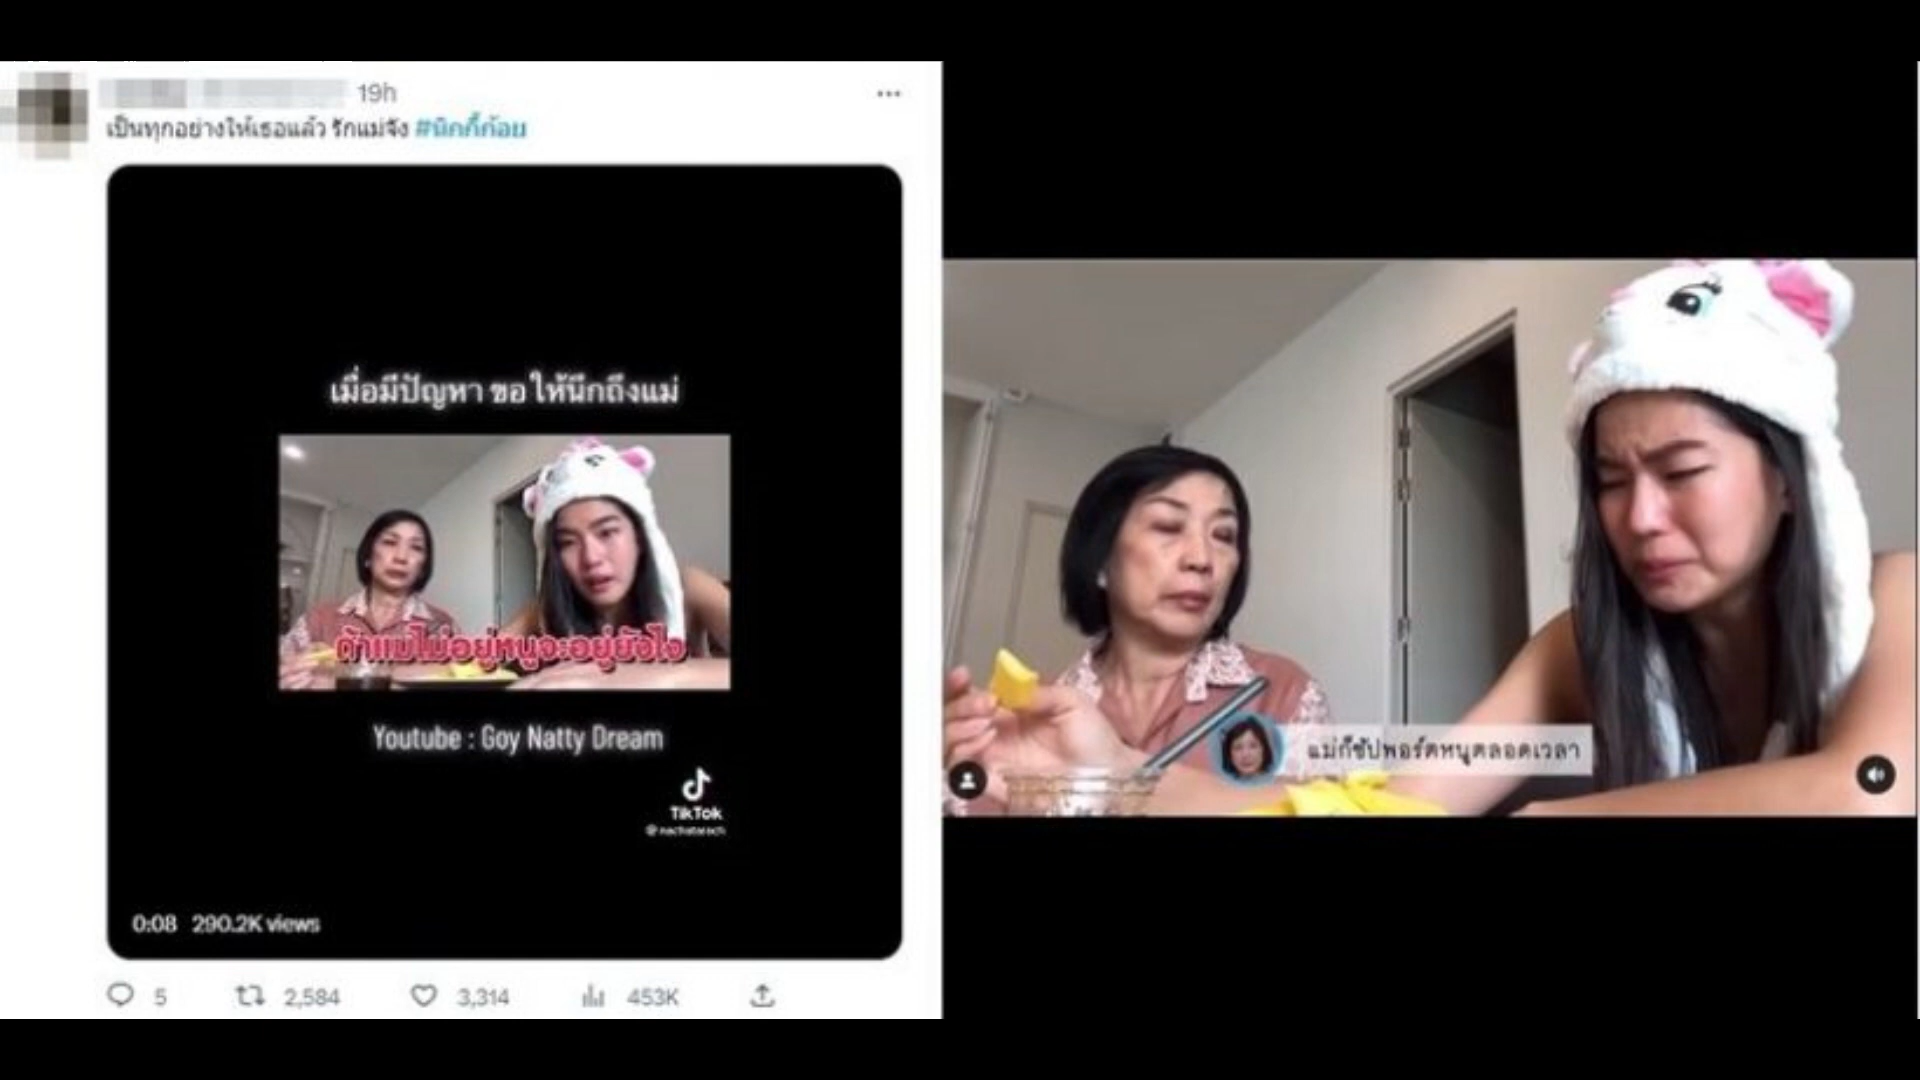 19h
เป็นทุกอย่างให้เธอแล้ว รักแม่จัง #นิกกี้ก้อย
เมื่อมีปัญหา ขอ ให้นึกถึงแม่
ถ้าแม่ไม่อยู่หนูจะอยู่ยังไง
Youtube : Goy Natty Dream
TikTok
0:08 290.2K views
5 2,584 3,314 453K
แม่ก็ซัปพอร์ตหนูตลอดเวลา